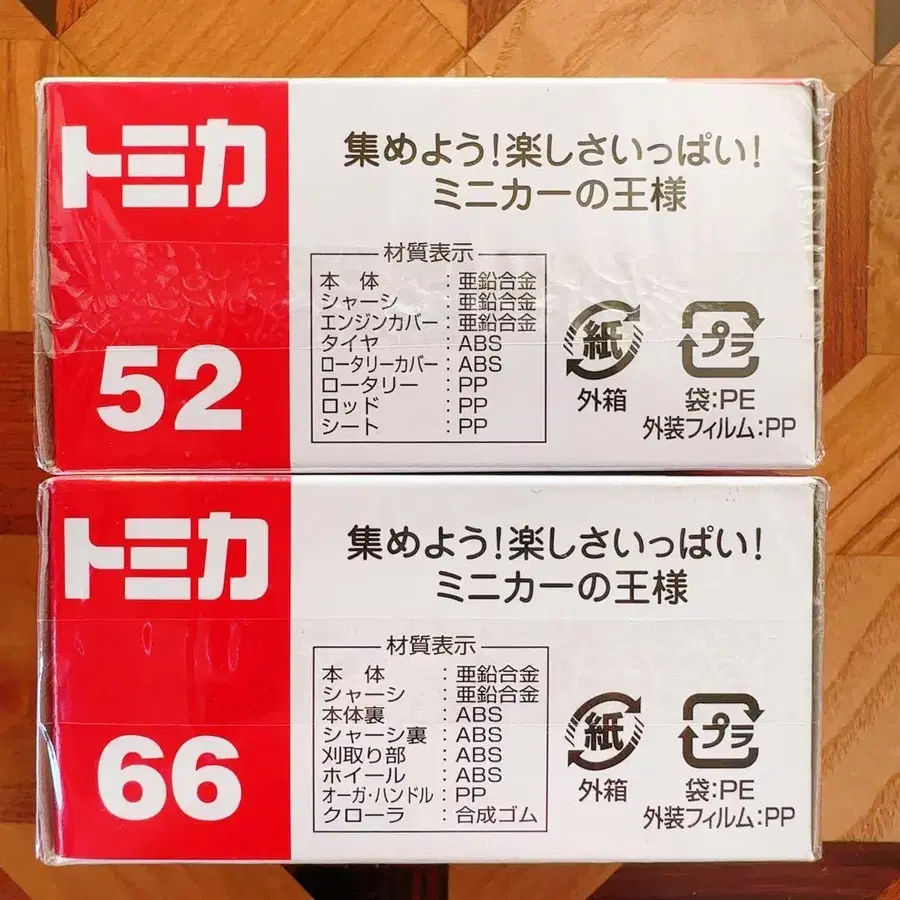 トミカ
集めよう!楽しさいっぱい!
ミニカーの王様
材質表示
本体:亜鉛合金
シャーシ:亜鉛合金
エンジンカバー:亜鉛合金
タイヤ:ABS
ロータリーカバー:ABS
ロータリー:PP
ロッド:PP
シート:PP
52
紙
外箱
プラ
袋:PE
外装フィルム:PP
トミカ
集めよう!楽しさいっぱい!
ミニカーの王様
材質表示
本体:亜鉛合金
シャーシ:亜鉛合金
本体裏:ABS
シャーシ裏:ABS
刈取り部:ABS
ホイール:ABS
オーガ・ハンドル:PP
クローラ:合成ゴム
66
紙
外箱
プラ
袋:PE
外装フィルム:PP